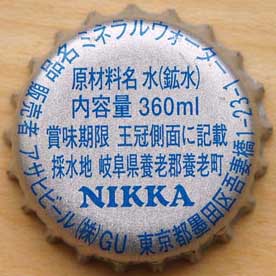 品名 ミネラルウォーター
原材料名 水(鉱水)
内容量 360ml
賞味期限 王冠側面に記載
採水地 岐阜県養老郡養老町
NIKKA
販売者 アサヒビール(株)GU 東京都墨田区吾妻橋1-23-1